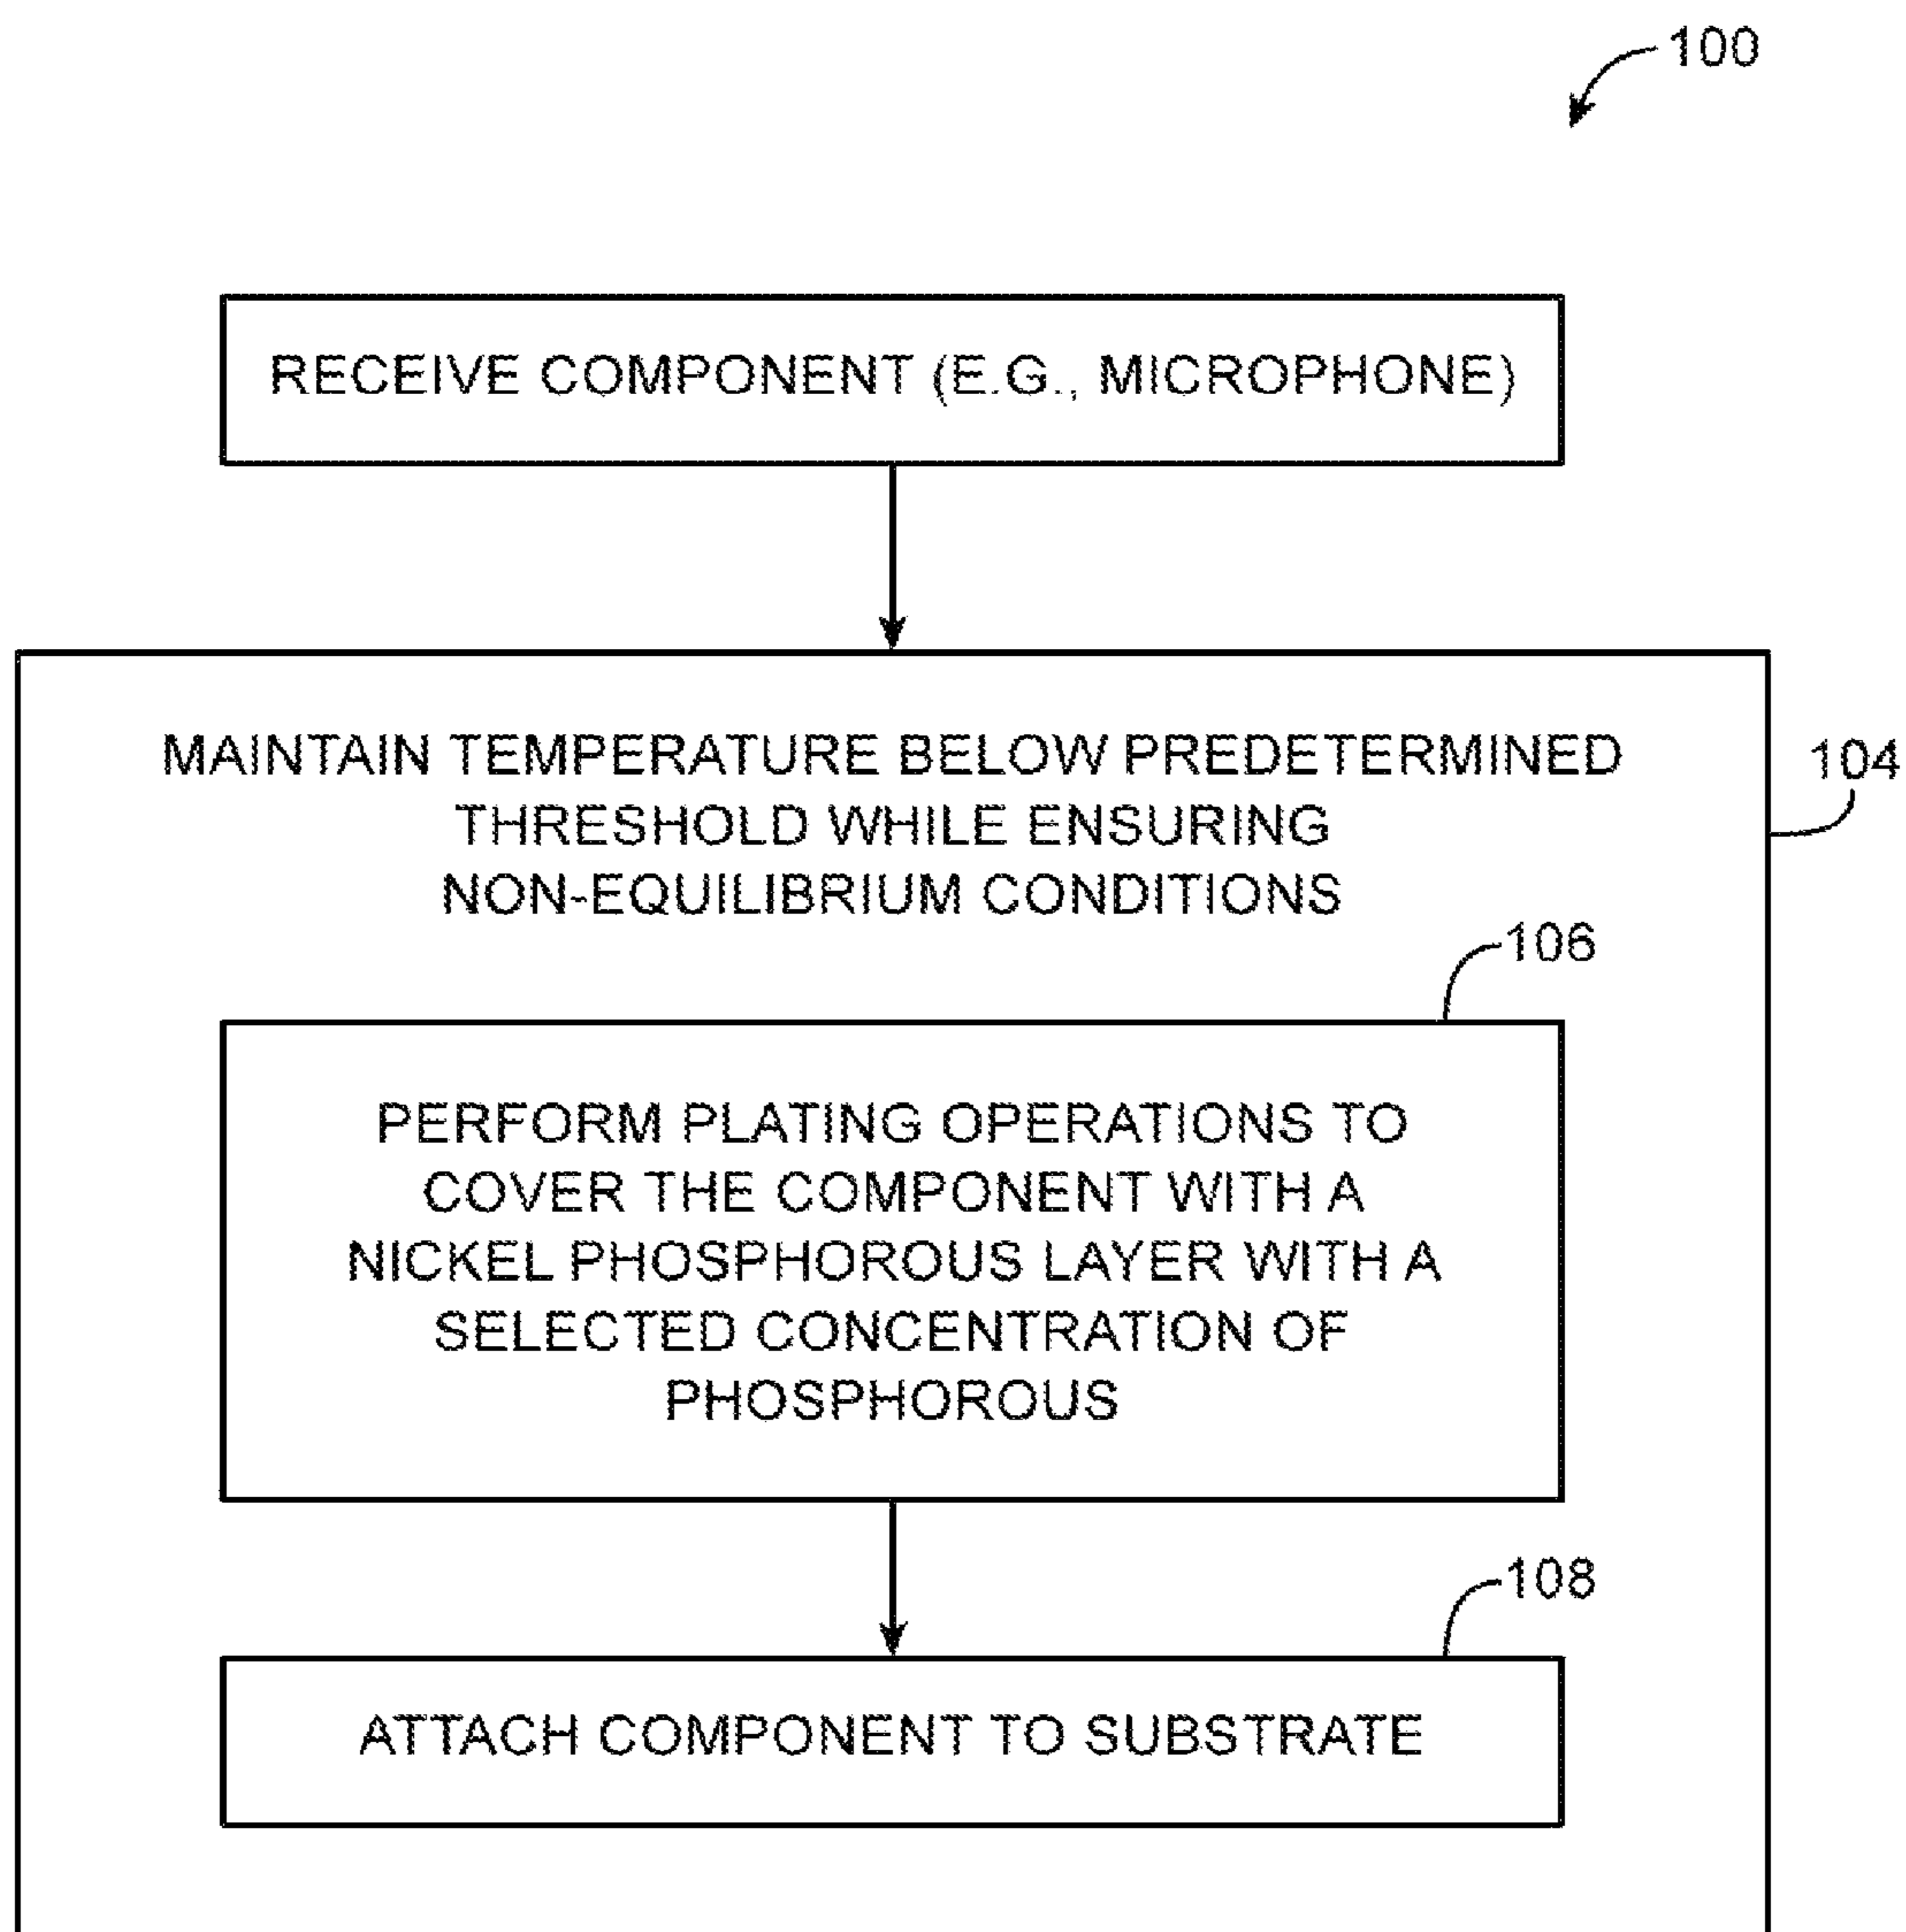 100
RECEIVE COMPONENT (E.G., MICROPHONE)
MAINTAIN TEMPERATURE BELOW PREDETERMINED
THRESHOLD WHILE ENSURING
NON-EQUILIBRIUM CONDITIONS
104
106
PERFORM PLATING OPERATIONS TO
COVER THE COMPONENT WITH A
NICKEL PHOSPHOROUS LAYER WITH A
SELECTED CONCENTRATION OF
PHOSPHOROUS
108
ATTACH COMPONENT TO SUBSTRATE